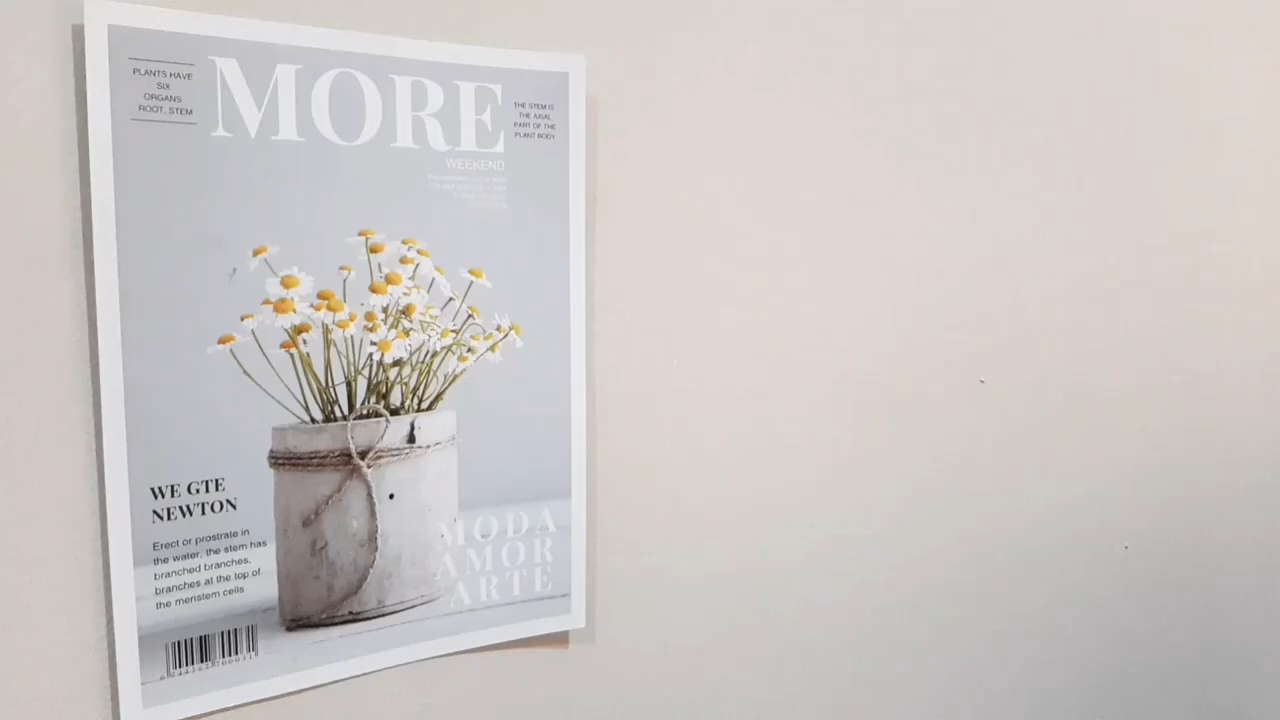 PLANTS HAVE
SIX
ORGANS
ROOT, STEM
MORE
THE STEM IS
THE AXIAL
PART OF THE
PLANT BODY
WEEKEND
WE GTE
NEWTON
Erect or prostrate in
the water, the stem has
branched branches,
branches at the top of
the meristem cells
MODA
AMOR
ARTE